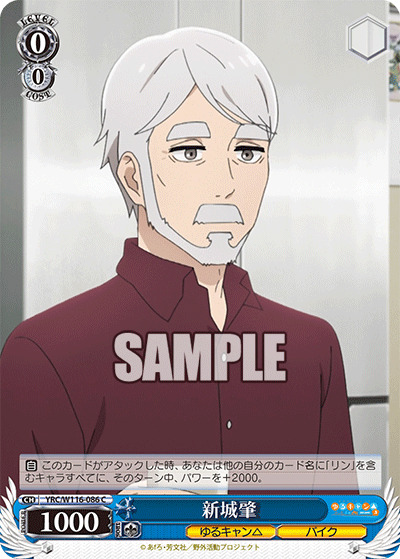 LEVEL
0
0
COST
SAMPLE
このカードがアタックした時、あなたは他の自分のカード名に「リン」を含
むキャラすべてに、そのターン中、パワーを＋2000。
CH YRC/W116-086 C
1000
新城肇
ゆるキャン△
バイク
©あfろ・芳文社／野外活動プロジェクト